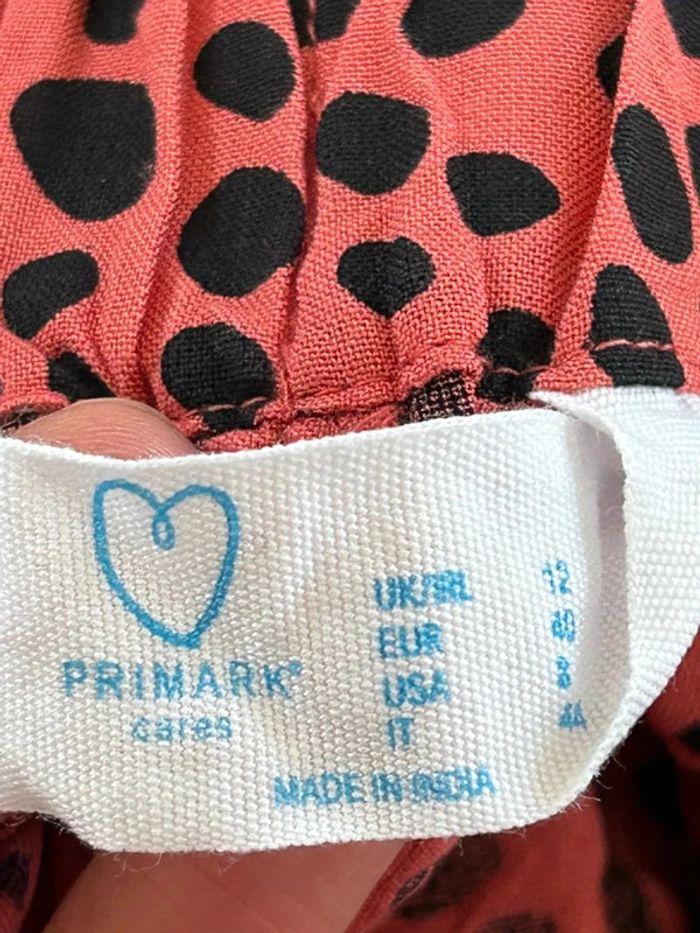 PRIMARK®
cares
UK/IRL 12
EUR 40
USA 8
IT 44
MADE IN INDIA